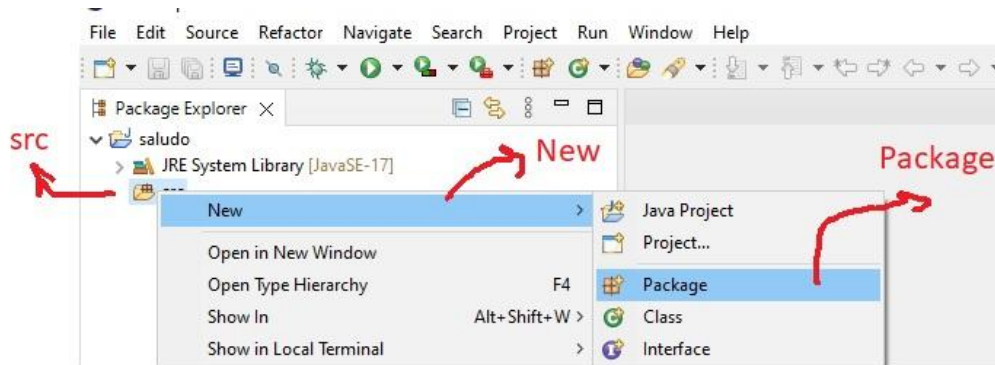 File Edit Source Refactor Navigate Search Project Run Window Help
Package Explorer
saludo
src
JRE System Library [JavaSE-17]
New
Package
New
Java Project
Project...
Open in New Window
Open Type Hierarchy F4
Package
Show In Alt+Shift+W
Class
Show in Local Terminal
Interface